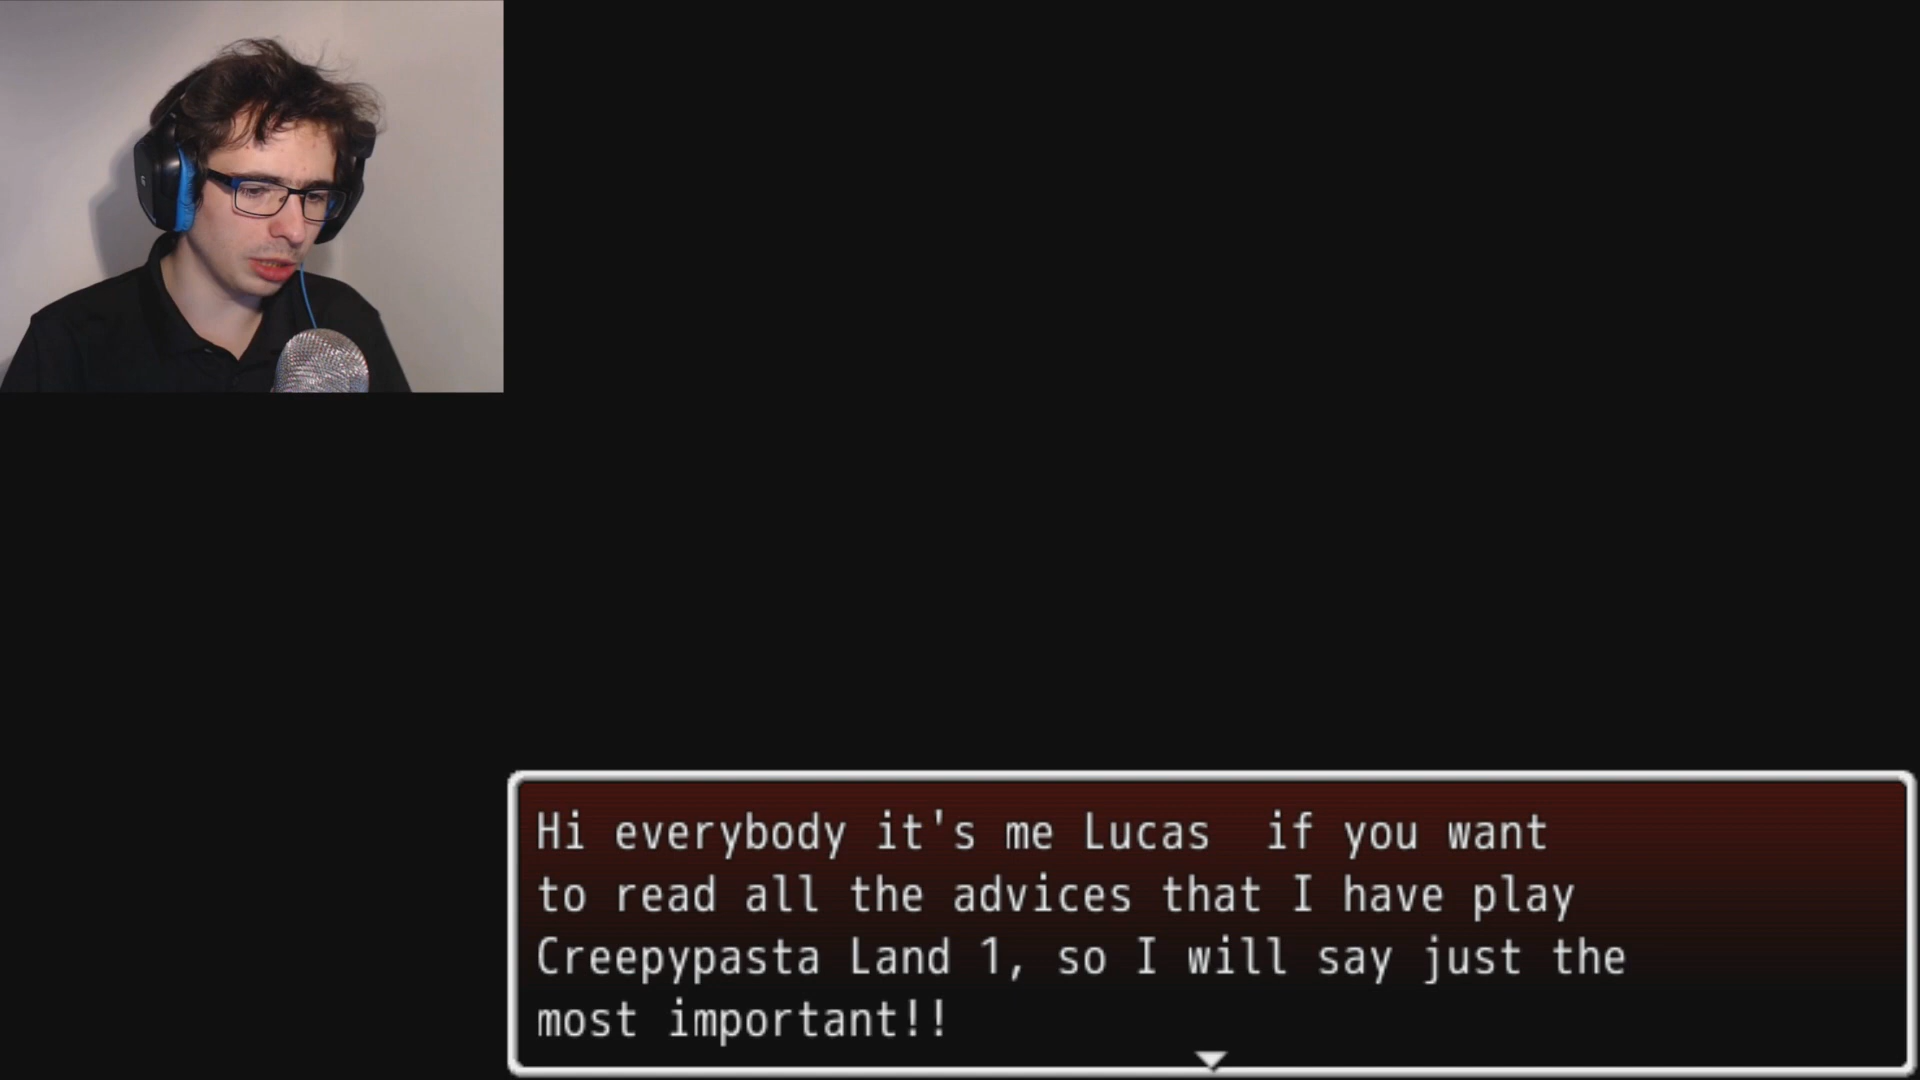 Hi everybody it's me Lucas  if you want
to read all the advices that I have play
Creepypasta Land 1, so I will say just the
most important!!